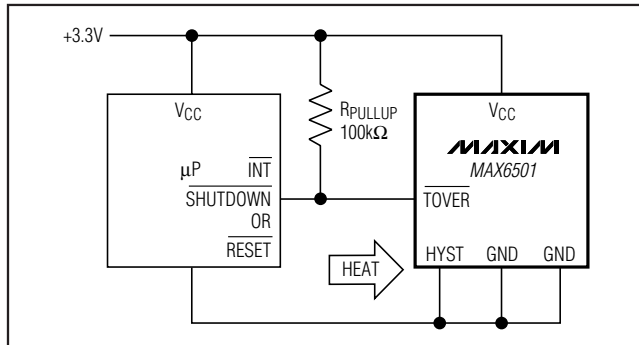 +3.3V
VCC
μP
INT
SHUTDOWN
OR
RESET
RPULLUP
100kΩ
HEAT
VCC
MAXIM
MAX6501
TOVER
HYST GND GND